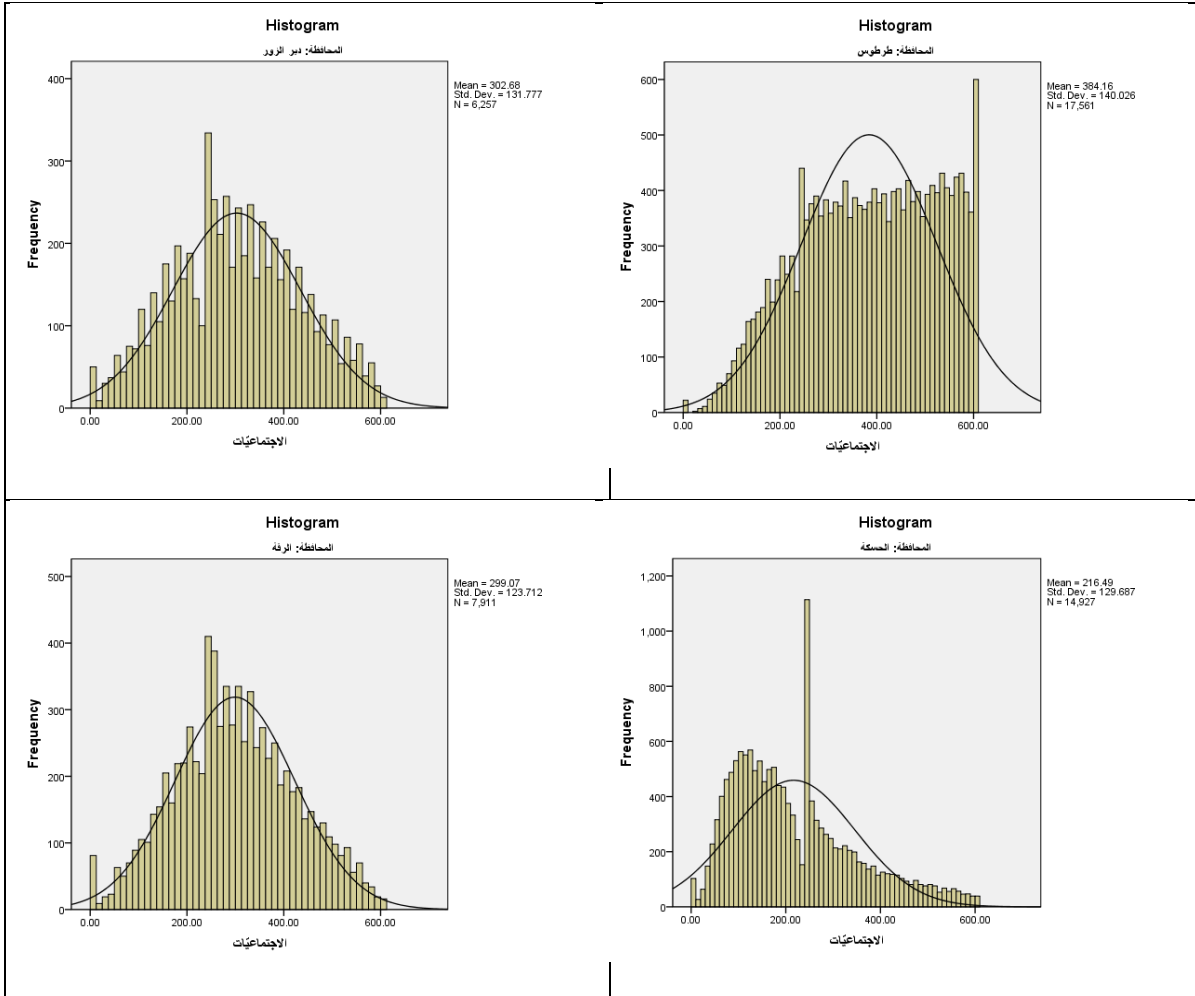 Histogram
المحافظة: دير الزور
Mean = 302.68
Std. Dev. = 131.777
N = 6,257
400
300
200
100
0
Frequency
0.00 200.00 400.00 600.00
الاجتماعيّات
Histogram
المحافظة: طرطوس
Mean = 384.16
Std. Dev. = 140.026
N = 17,561
600
500
400
300
200
100
0
Frequency
0.00 200.00 400.00 600.00
الاجتماعيّات
Histogram
المحافظة: الرقة
Mean = 299.07
Std. Dev. = 123.712
N = 7,911
500
400
300
200
100
0
Frequency
0.00 200.00 400.00 600.00
الاجتماعيّات
Histogram
المحافظة: الحسكة
Mean = 216.49
Std. Dev. = 129.687
N = 14,927
1,200
1,000
800
600
400
200
0
Frequency
0.00 200.00 400.00 600.00
الاجتماعيّات